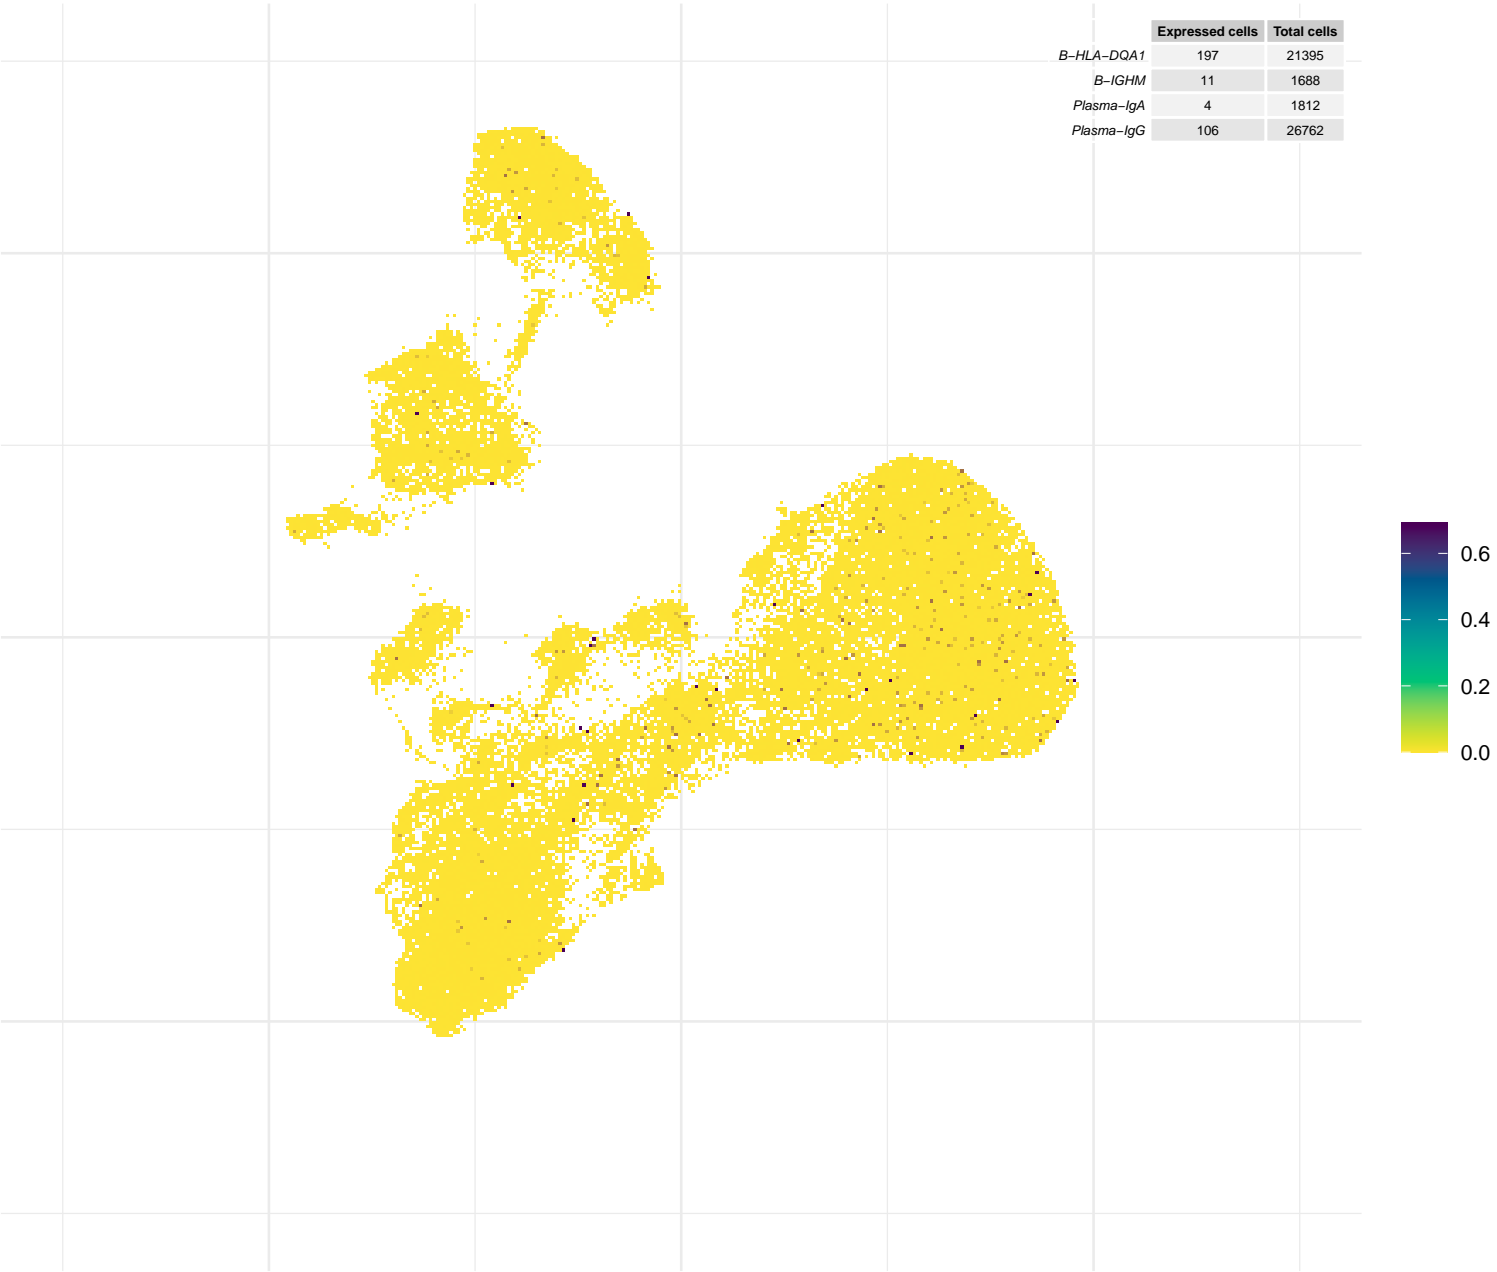 Expressed cells Total cells
B−HLA−DQA1 197 21395
B−IGHM 11 1688
Plasma−IgA 4 1812
Plasma−IgG 106 26762
0.6
0.4
0.2
0.0